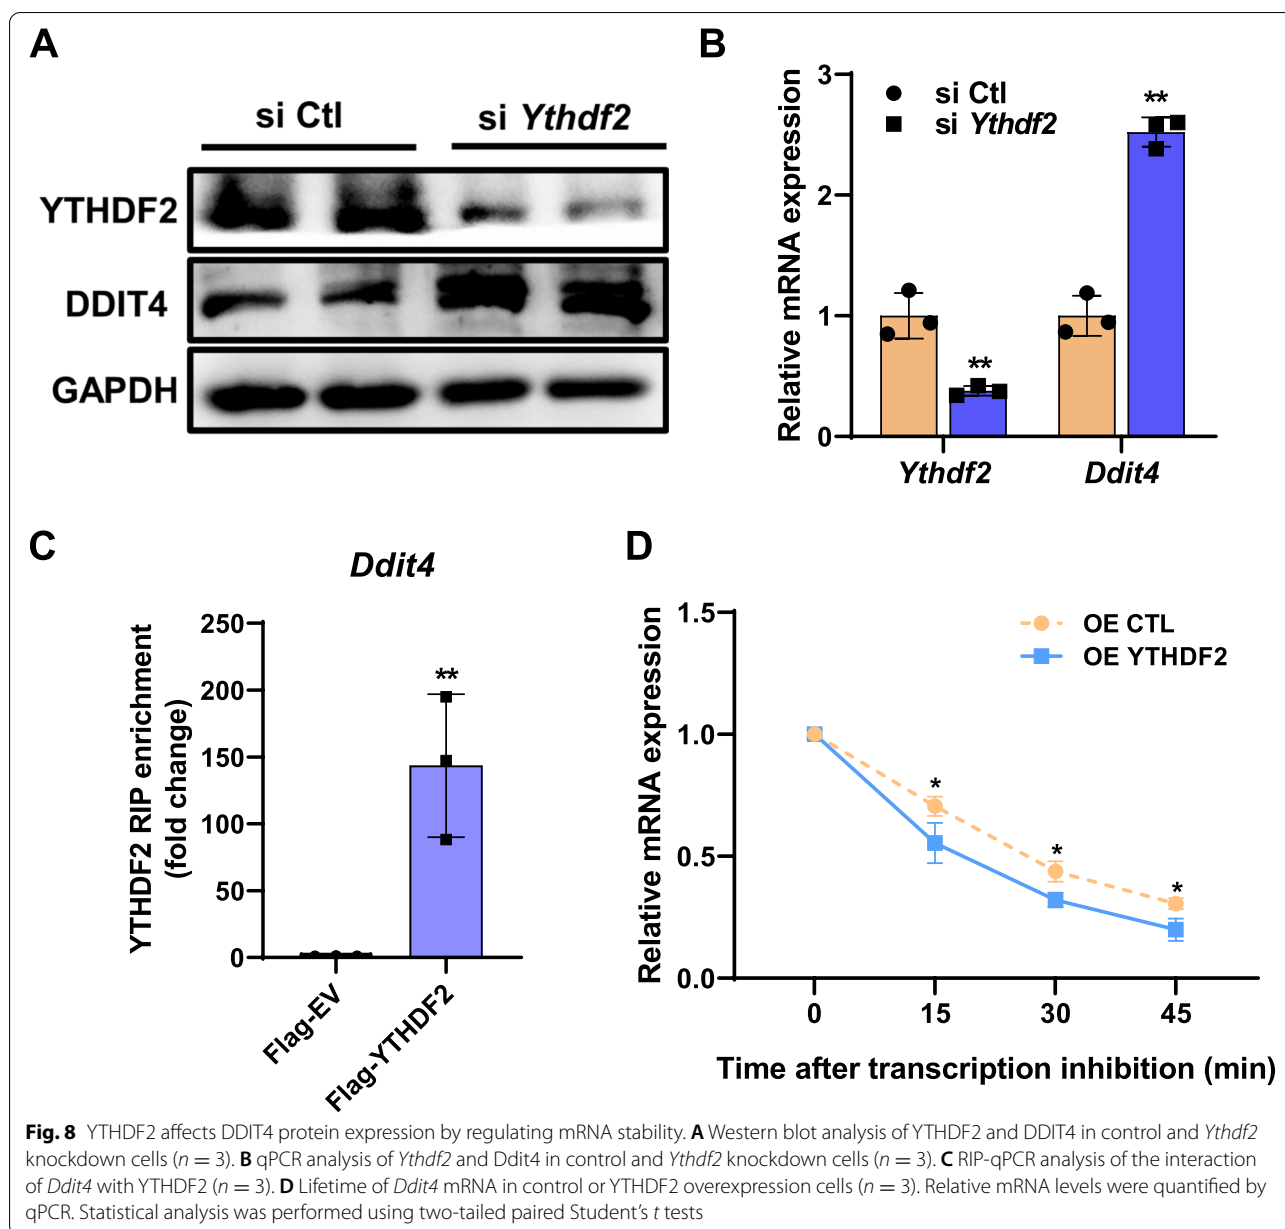 A
si Ctl
si Ythdf2
YTHDF2
DDIT4
GAPDH
B
Relative mRNA expression
3
2
1
0
si Ctl
si Ythdf2
**
**
Ythdf2
Ddit4
C
Ddit4
YTHDF2 RIP enrichment
(fold change)
250
200
150
100
50
0
**
Flag-EV
Flag-YTHDF2
D
Relative mRNA expression
1.5
1.0
0.5
0.0
OE CTL
OE YTHDF2
*
*
*
0
15
30
45
Time after transcription inhibition (min)
Fig. 8 YTHDF2 affects DDIT4 protein expression by regulating mRNA stability. A Western blot analysis of YTHDF2 and DDIT4 in control and Ythdf2
knockdown cells (n = 3). B qPCR analysis of Ythdf2 and Ddit4 in control and Ythdf2 knockdown cells (n = 3). C RIP-qPCR analysis of the interaction
of Ddit4 with YTHDF2 (n = 3). D Lifetime of Ddit4 mRNA in control or YTHDF2 overexpression cells (n = 3). Relative mRNA levels were quantified by
qPCR. Statistical analysis was performed using two-tailed paired Student's t tests